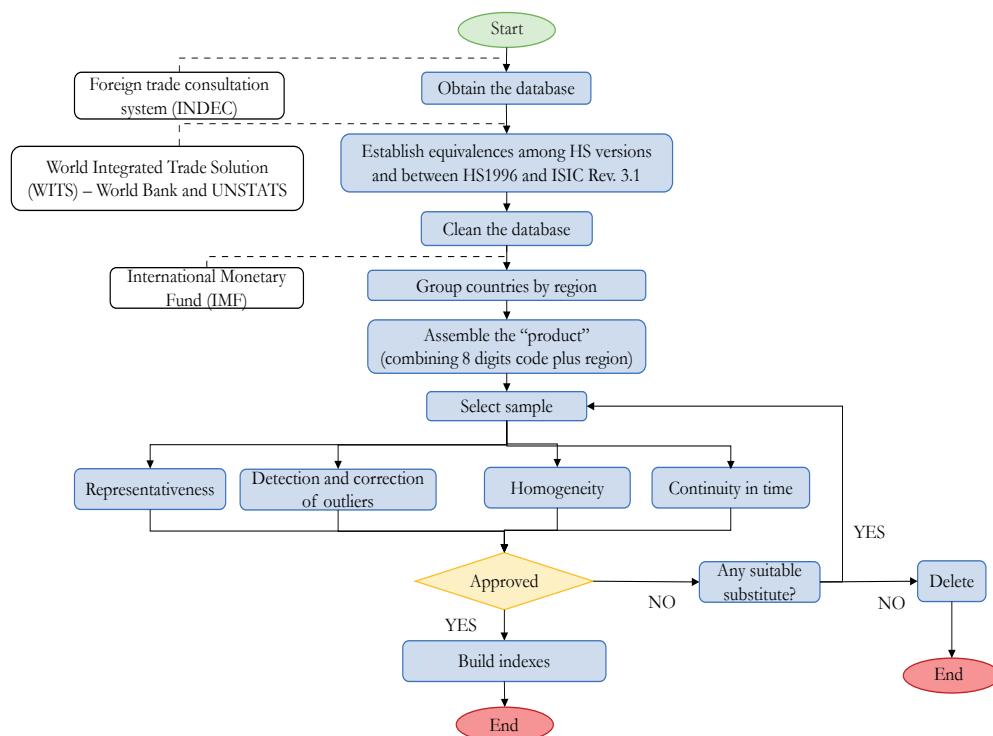 Start
Foreign trade consultation
system (INDEC)
Obtain the database
World Integrated Trade Solution
(WITS) – World Bank and UNSTATS
Establish equivalences among HS versions
and between HS1996 and ISIC Rev. 3.1
Clean the database
International Monetary
Fund (IMF)
Group countries by region
Assemble the “product”
(combining 8 digits code plus region)
Select sample
Representativeness
Detection and correction
of outliers
Homogeneity
Continuity in time
YES
Approved
NO
Any suitable
substitute?
NO
Delete
YES
Build indexes
End
End